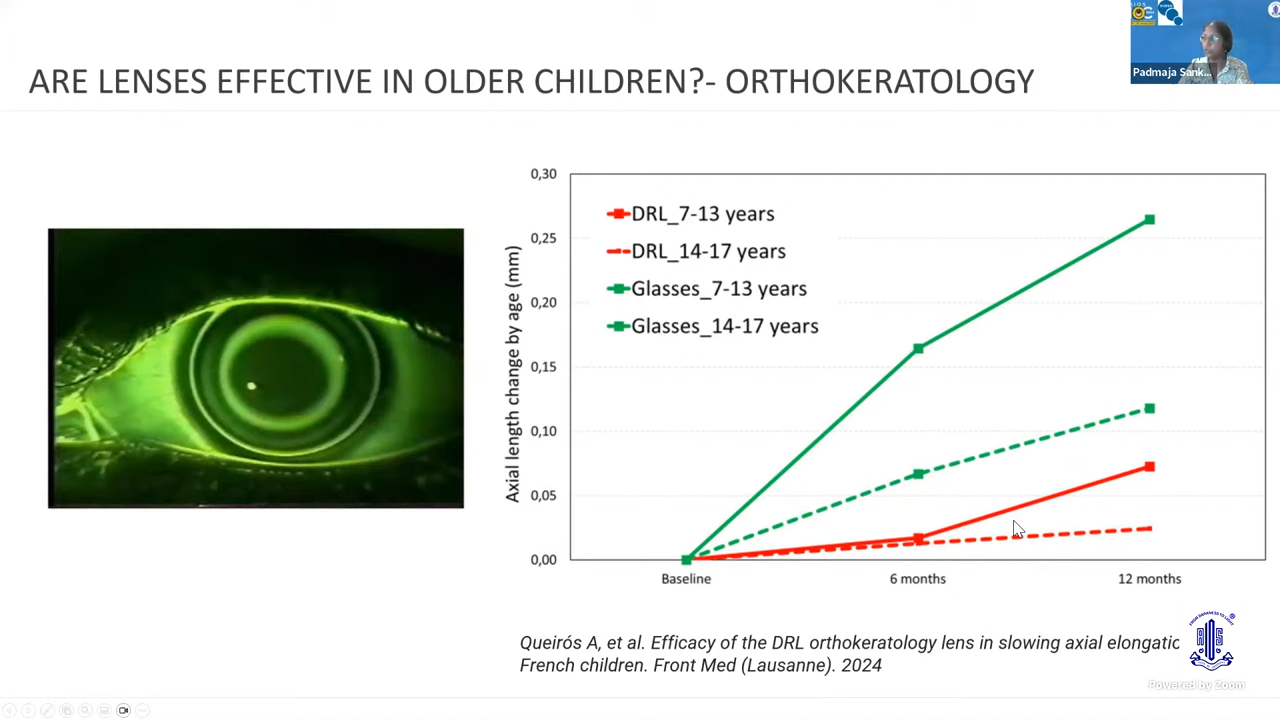 ARE LENSES EFFECTIVE IN OLDER CHILDREN?- ORTHOKERATOLOGY
Padmaja Sank...
0,30
0,25
0,20
0,15
0,10
0,05
0,00
Axial length change by age (mm)
DRL_7-13 years
DRL_14-17 years
Glasses_7-13 years
Glasses_14-17 years
Baseline
6 months
12 months
Queirós A, et al. Efficacy of the DRL orthokeratology lens in slowing axial elongatio
French children. Front Med (Lausanne). 2024
Powered by Zoom